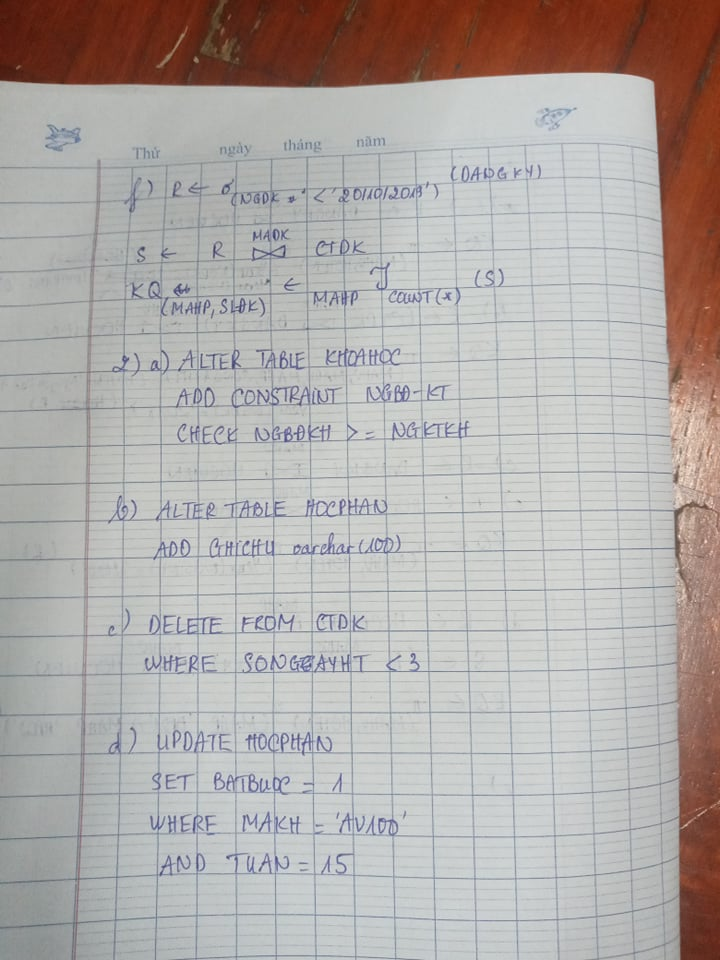 Thứ ngày tháng năm
f) R ← σ(NGDK < '20/10/2019') (DANGKY)
S ← R ⋈ MADK CTDK
KQ(MAHP, SLDK) ← MAHP ℑ COUNT(*) (S)
2) a) ALTER TABLE KHOAHOC
ADD CONSTRAINT NGBD-KT
CHECK NGBDKH >= NGKTKH
b) ALTER TABLE HOCPHAN
ADD GHICHU varchar(100)
c) DELETE FROM CTDK
WHERE SONGAYHT < 3
d) UPDATE HOCPHAN
SET BATBUOC = 1
WHERE MAKH = 'AV100'
AND TUAN = 15